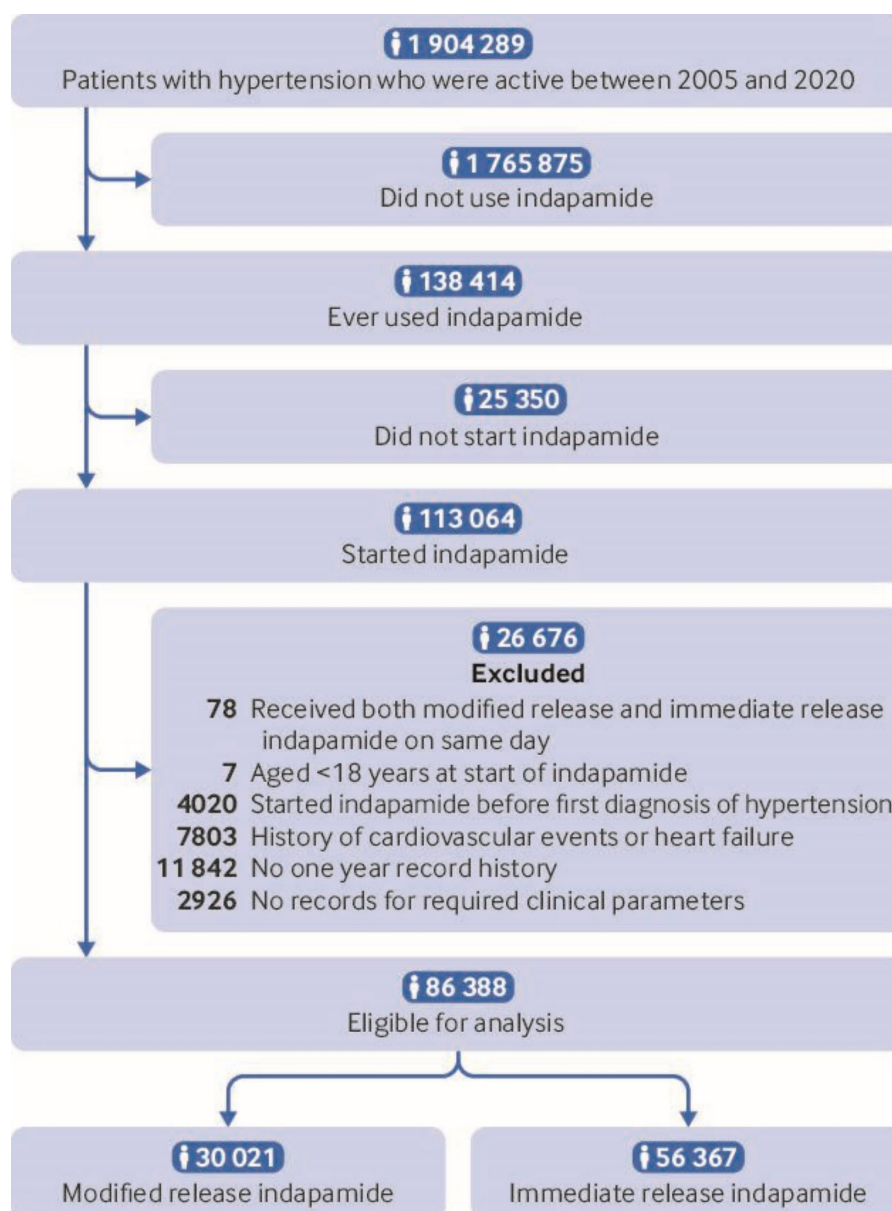 1 904 289
Patients with hypertension who were active between 2005 and 2020
1 765 875
Did not use indapamide
138 414
Ever used indapamide
25 350
Did not start indapamide
113 064
Started indapamide
26 676
Excluded
78 Received both modified release and immediate release
indapamide on same day
7 Aged <18 years at start of indapamide
4020 Started indapamide before first diagnosis of hypertension
7803 History of cardiovascular events or heart failure
11 842 No one year record history
2926 No records for required clinical parameters
86 388
Eligible for analysis
30 021
Modified release indapamide
56 367
Immediate release indapamide